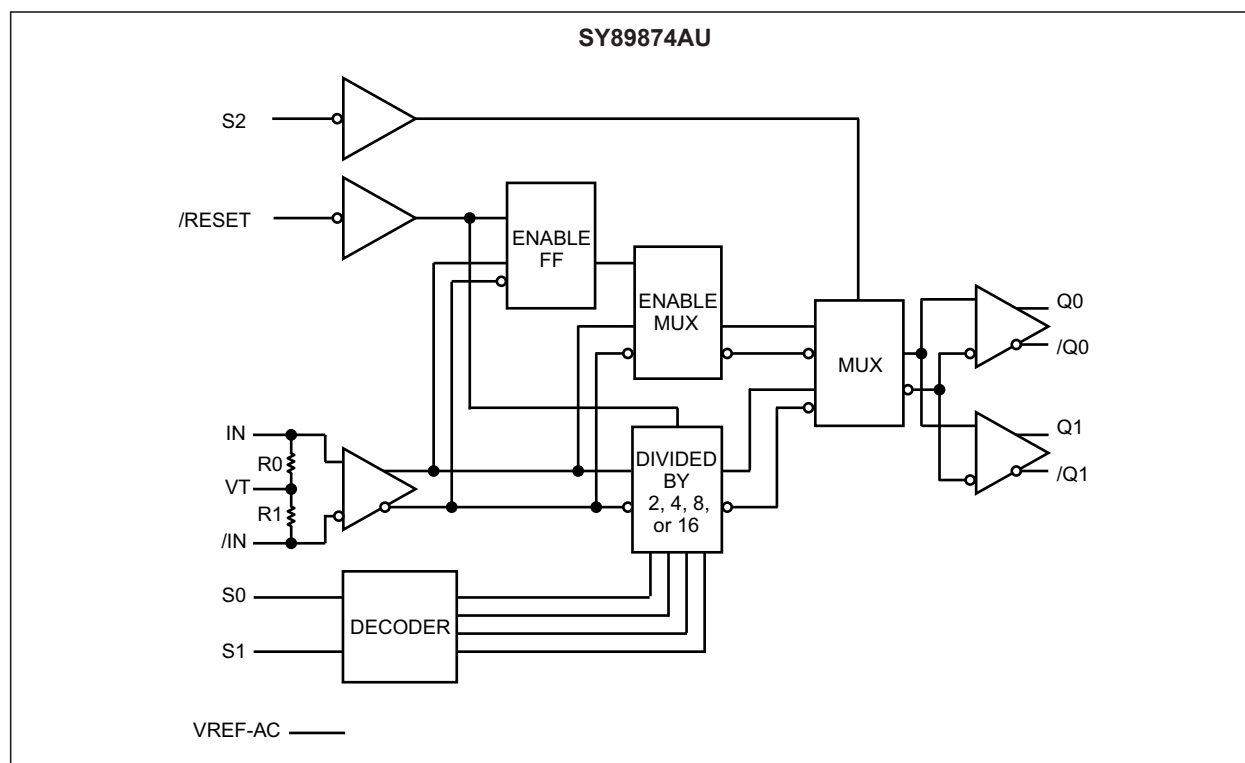 SY89874AU
S2
/RESET
ENABLE
FF
ENABLE
MUX
MUX
Q0
/Q0
Q1
/Q1
IN
R0
VT
R1
/IN
DIVIDED
BY
2, 4, 8,
or 16
S0
S1
DECODER
VREF-AC